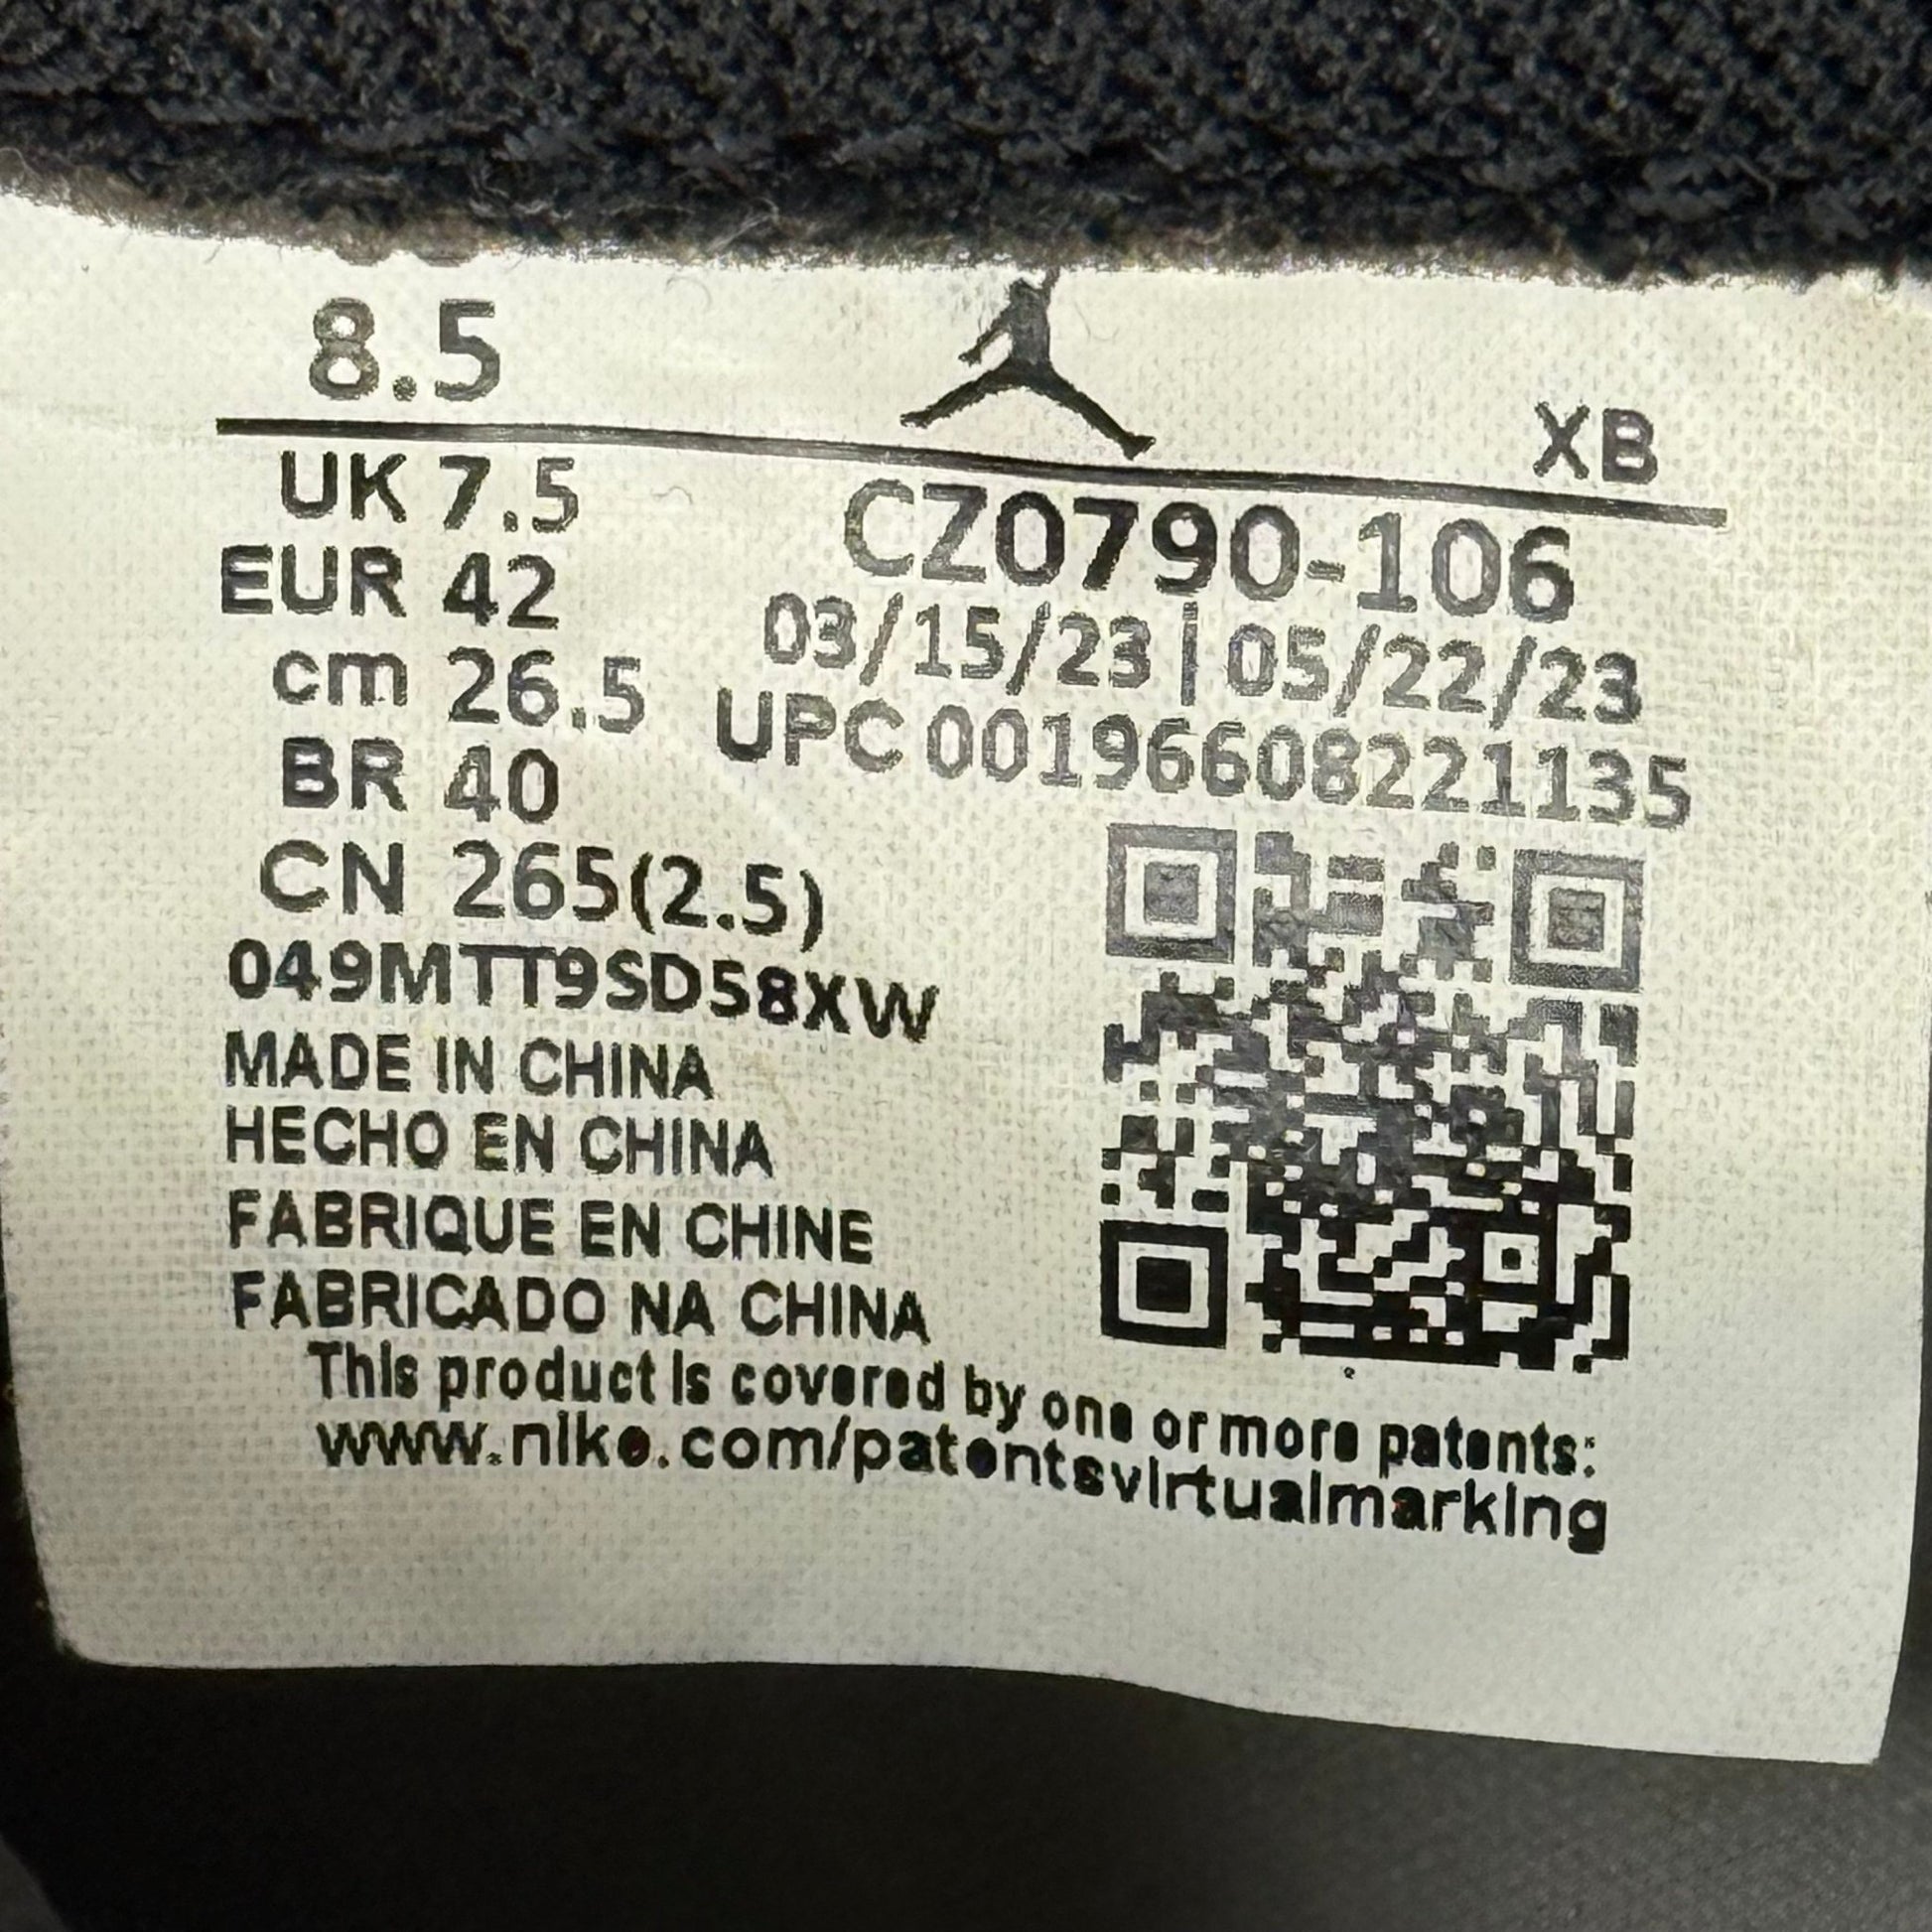 8.5
XB
UK 7.5
EUR 42
cm 26.5
BR 40
CN 265(2.5)
CZ0790-106
03/15/23 | 05/22/23
UPC 00196608221135
049MTT9SD58XW
MADE IN CHINA
HECHO EN CHINA
FABRIQUE EN CHINE
FABRICADO NA CHINA
This product is covered by one or more patents:
www.nike.com/patentsvirtualmarking